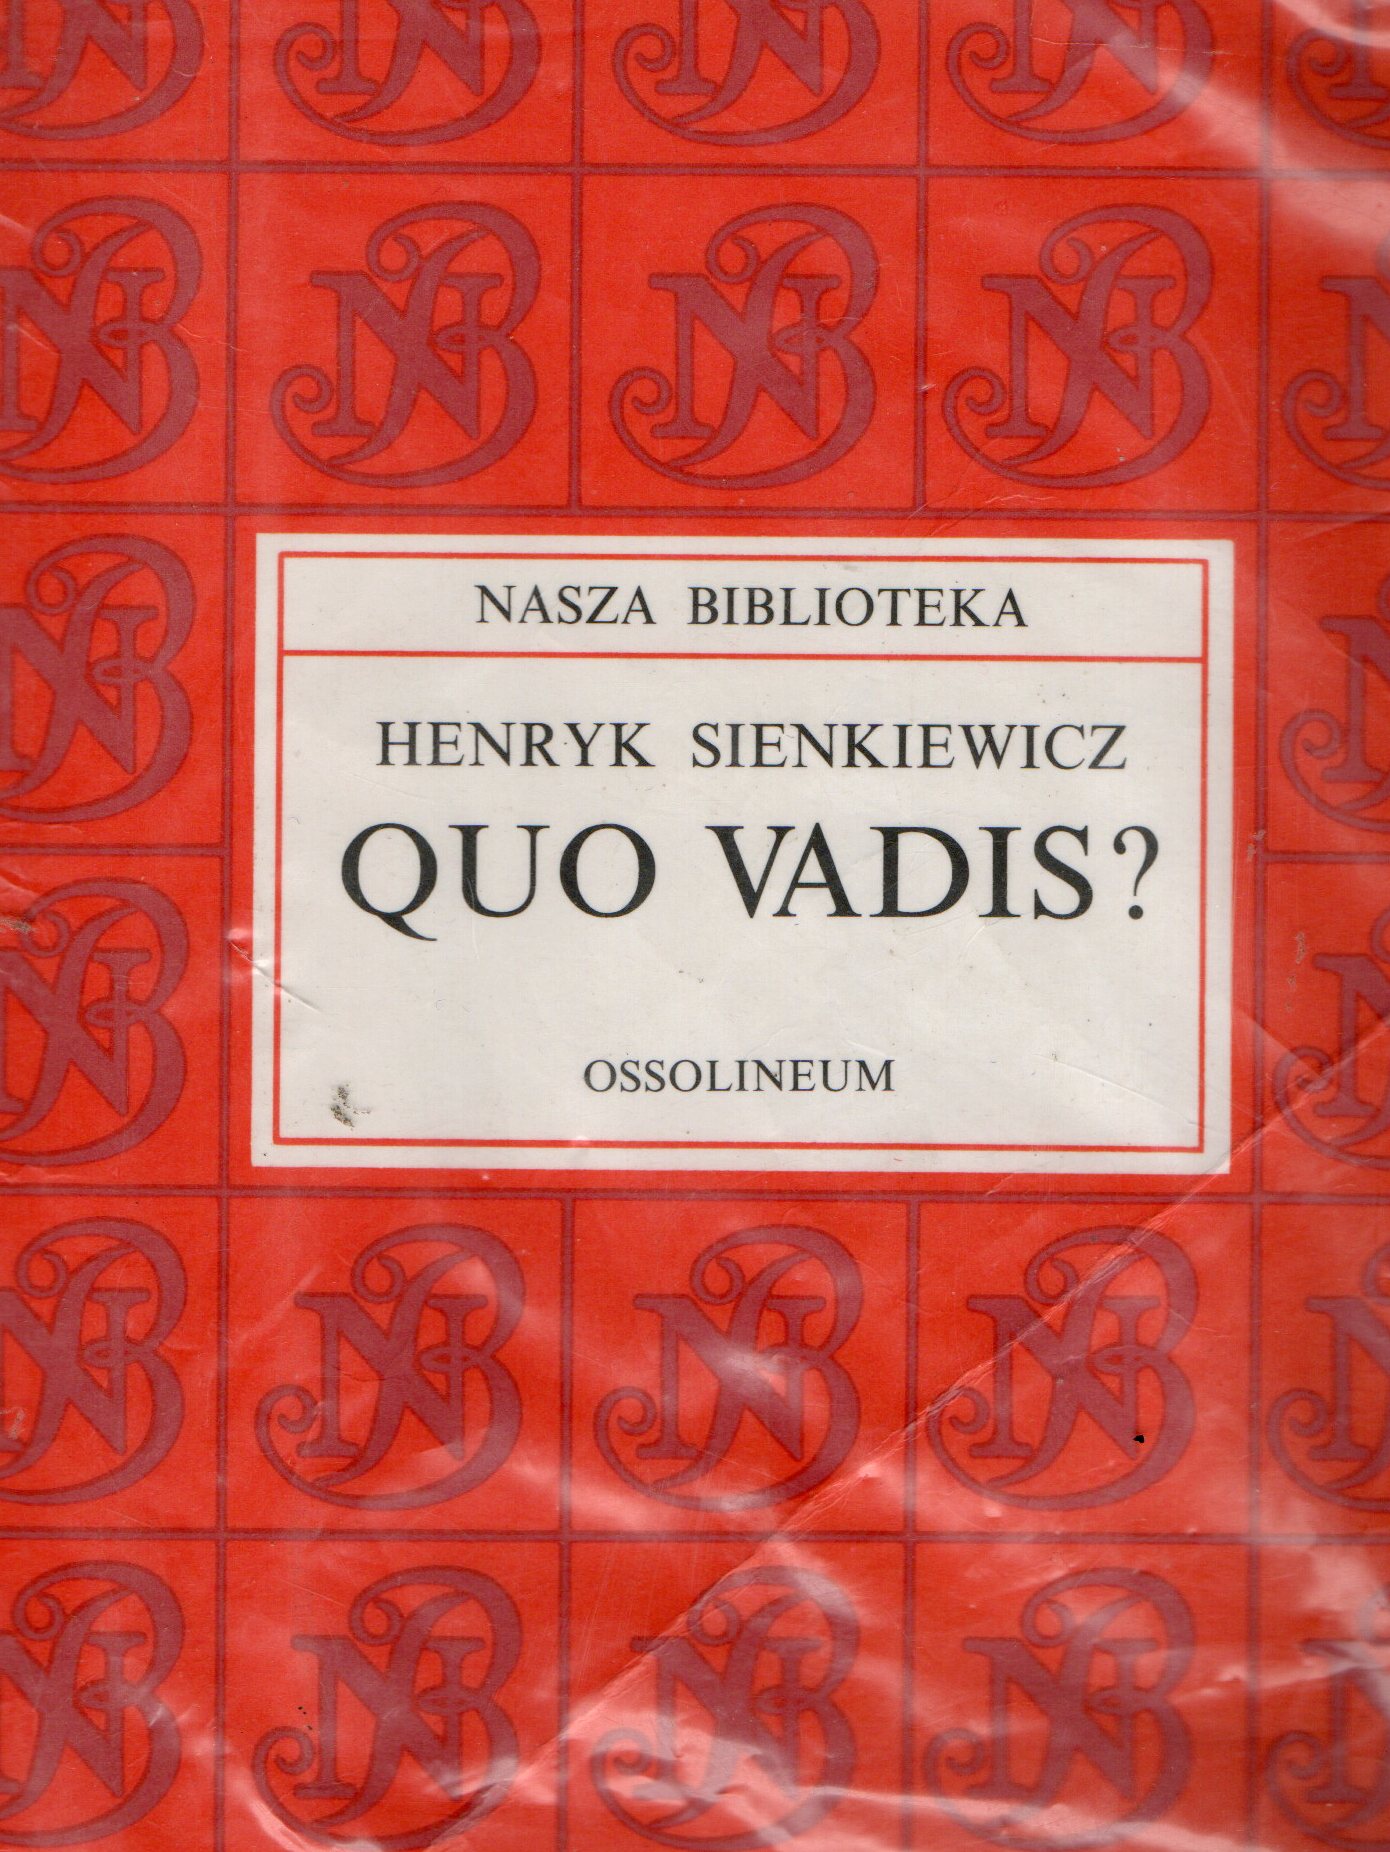 NASZA BIBLIOTEKA
HENRYK SIENKIEWICZ
QUO VADIS?
OSSOLINEUM